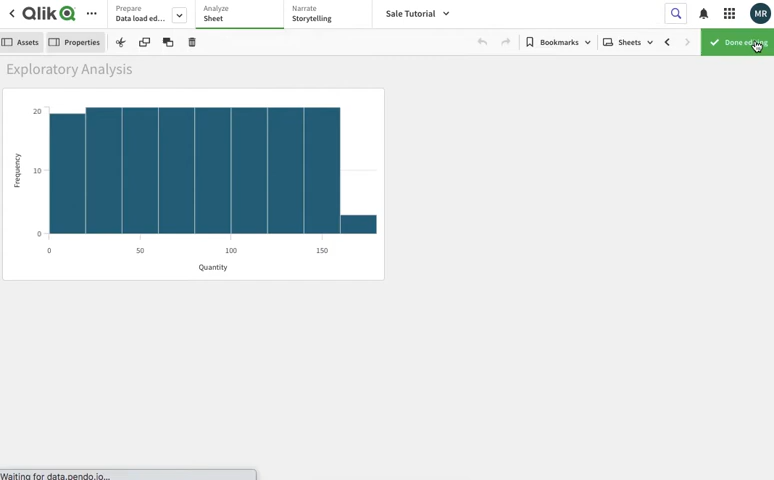 Qlik
Prepare
Data load ed...
Analyze
Sheet
Narrate
Storytelling
Sale Tutorial
MR
Assets
Properties
Bookmarks
Sheets
Done editing
Exploratory Analysis
20
10
0
Frequency
0 50 100 150
Quantity
Waiting for data.pendo.io...